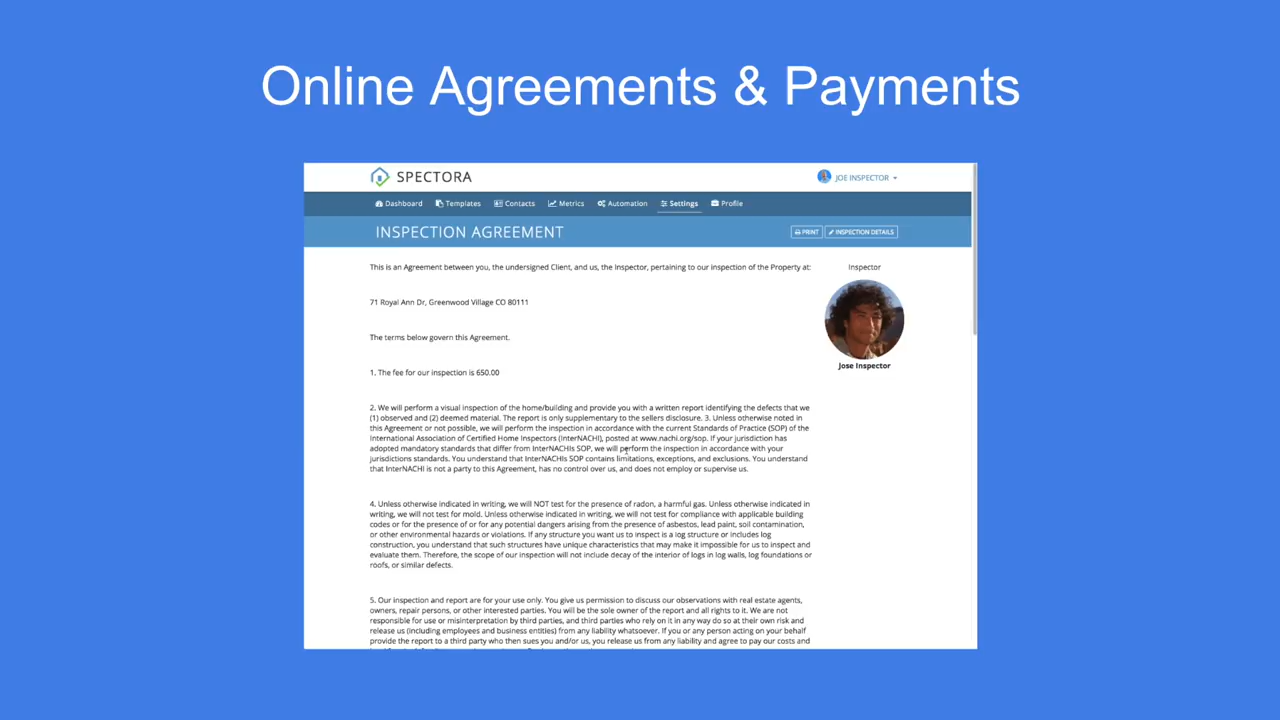 Online Agreements & Payments
SPECTORA
JOE INSPECTOR
Dashboard Templates Contacts Metrics Automation Settings Profile
INSPECTION AGREEMENT
PRINT INSPECTION DETAILS
This is an Agreement between you, the undersigned Client, and us, the Inspector, pertaining to our inspection of the Property at:
Inspector
71 Royal Ann Dr, Greenwood Village CO 80111
The terms below govern this Agreement.
Jose Inspector
1. The fee for our inspection is 650.00
2. We will perform a visual inspection of the home/building and provide you with a written report identifying the defects that we
(1) observed and (2) deemed material. The report is only supplementary to the sellers disclosure. 3. Unless otherwise noted in
this Agreement or not possible, we will perform the inspection in accordance with the current Standards of Practice (SOP) of the
International Association of Certified Home Inspectors (InterNACHI), posted at www.nachi.org/sop. If your jurisdiction has
adopted mandatory standards that differ from InterNACHIs SOP, we will perform the inspection in accordance with your
jurisdictions standards. You understand that InterNACHIs SOP contains limitations, exceptions, and exclusions. You understand
that InterNACHI is not a party to this Agreement, has no control over us, and does not employ or supervise us.
4. Unless otherwise indicated in writing, we will NOT test for the presence of radon, a harmful gas. Unless otherwise indicated in
writing, we will not test for mold. Unless otherwise indicated in writing, we will not test for compliance with applicable building
codes or for the presence of or for any potential dangers arising from the presence of asbestos, lead paint, soil contamination,
or other environmental hazards or violations. If any structure you want us to inspect is a log structure or includes log
construction, you understand that such structures have unique characteristics that may make it impossible for us to inspect and
evaluate them. Therefore, the scope of our inspection will not include decay of the interior of logs in log walls, log foundations or
roofs, or similar defects.
5. Our inspection and report are for your use only. You give us permission to discuss our observations with real estate agents,
owners, repair persons, or other interested parties. You will be the sole owner of the report and all rights to it. We are not
responsible for use or misinterpretation by third parties, and third parties who rely on it in any way do so at their own risk and
release us (including employees and business entities) from any liability whatsoever. If you or any person acting on your behalf
provide the report to a third party who then sues you and/or us, you release us from any liability and agree to pay our costs and